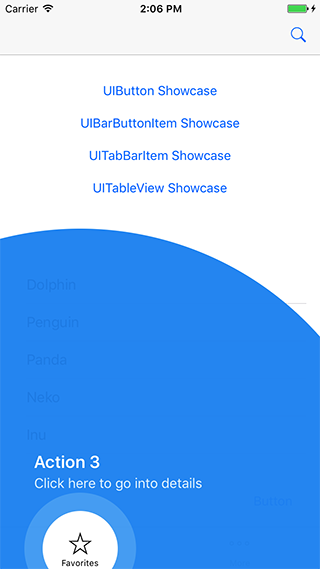 Carrier 2:06 PM
UIButton Showcase
UIBarButtonItem Showcase
UITabBarItem Showcase
UITableView Showcase
Dolphin
Penguin
Panda
Neko
Inu
Action 3
Click here to go into details
Button
Favorites